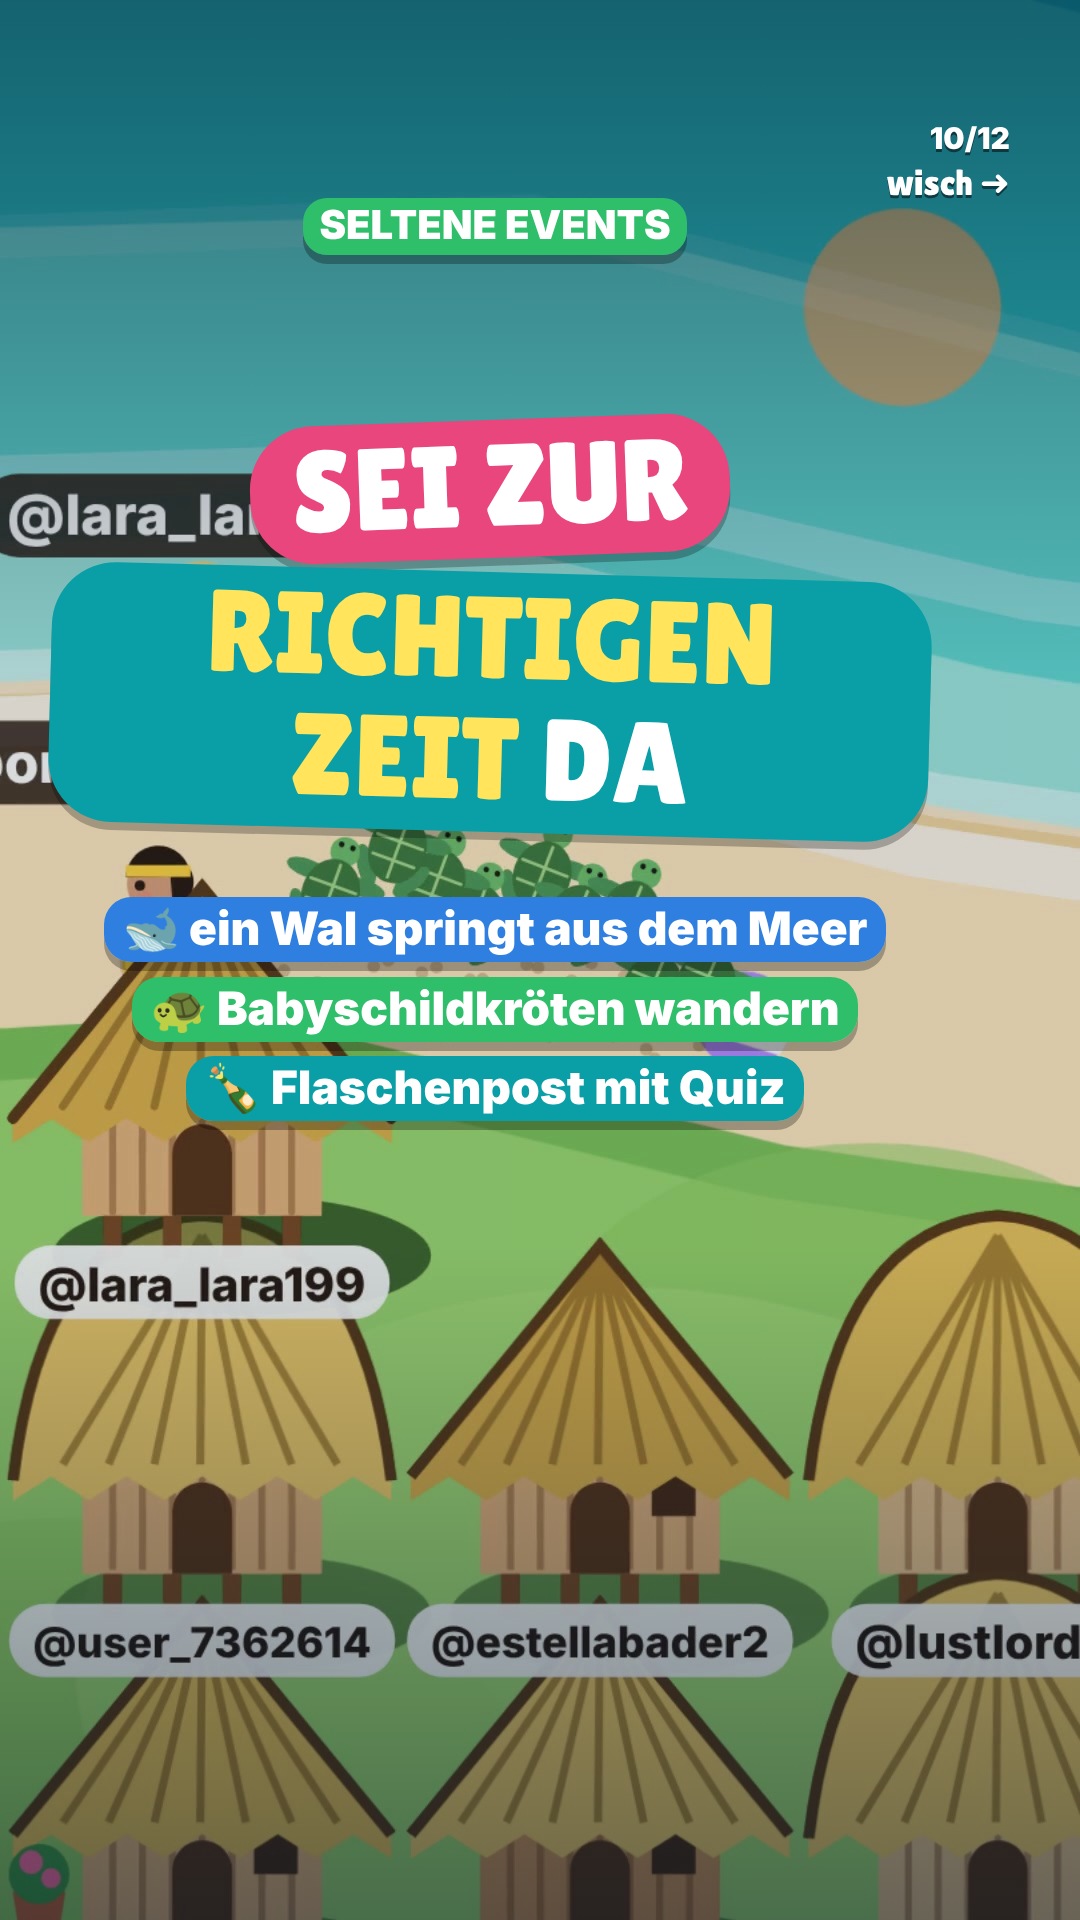 10/12
wisch →
SELTENE EVENTS
SEI ZUR
RICHTIGEN
ZEIT DA
ein Wal springt aus dem Meer
Babyschildkröten wandern
Flaschenpost mit Quiz
@lara_lara199
@user_7362614
@estellabader2
@lustlord